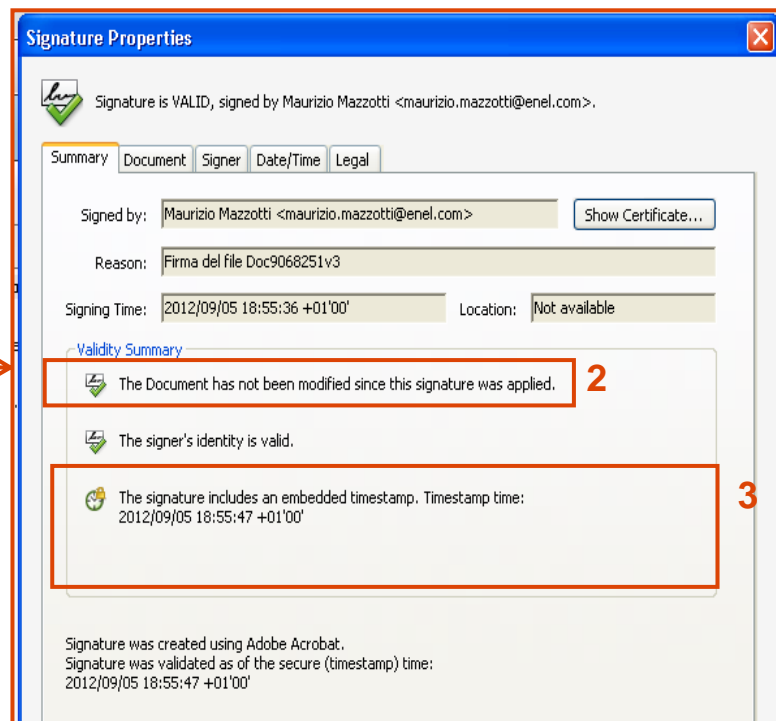 Signature Properties
Signature is VALID, signed by Maurizio Mazzotti <maurizio.mazzotti@enel.com>.
Summary Document Signer Date/Time Legal
Signed by: Maurizio Mazzotti <maurizio.mazzotti@enel.com> Show Certificate...
Reason: Firma del file Doc9068251v3
Signing Time: 2012/09/05 18:55:36 +01'00' Location: Not available
Validity Summary
The Document has not been modified since this signature was applied. 2
The signer's identity is valid.
The signature includes an embedded timestamp. Timestamp time: 3
2012/09/05 18:55:47 +01'00'
Signature was created using Adobe Acrobat.
Signature was validated as of the secure (timestamp) time:
2012/09/05 18:55:47 +01'00'